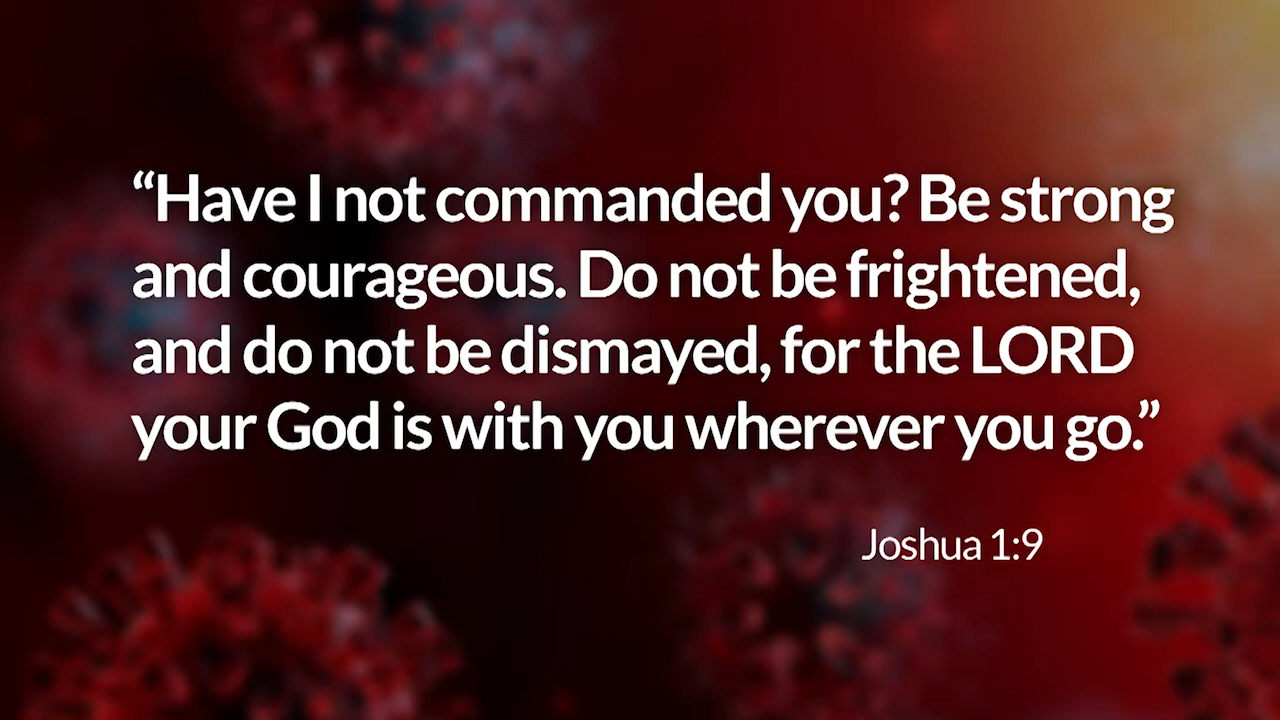 “Have I not commanded you? Be strong
and courageous. Do not be frightened,
and do not be dismayed, for the LORD
your God is with you wherever you go.”
Joshua 1:9